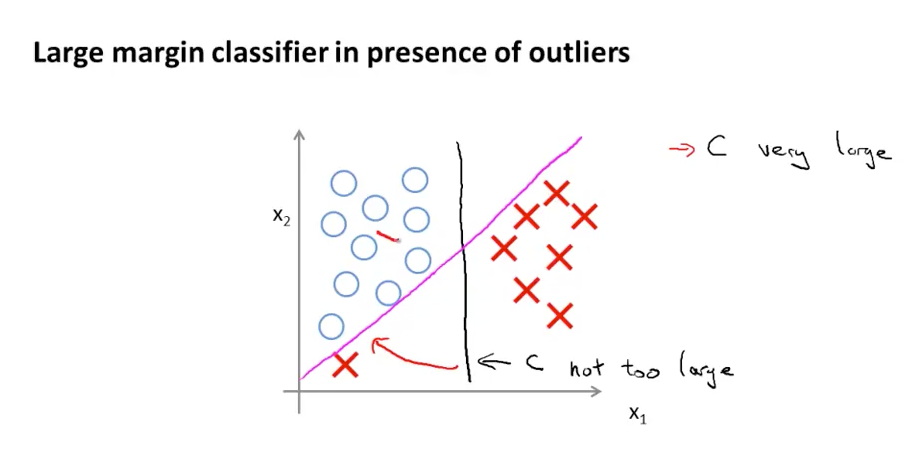 Large margin classifier in presence of outliers
→ C very large
x₂
← C not too large
x₁